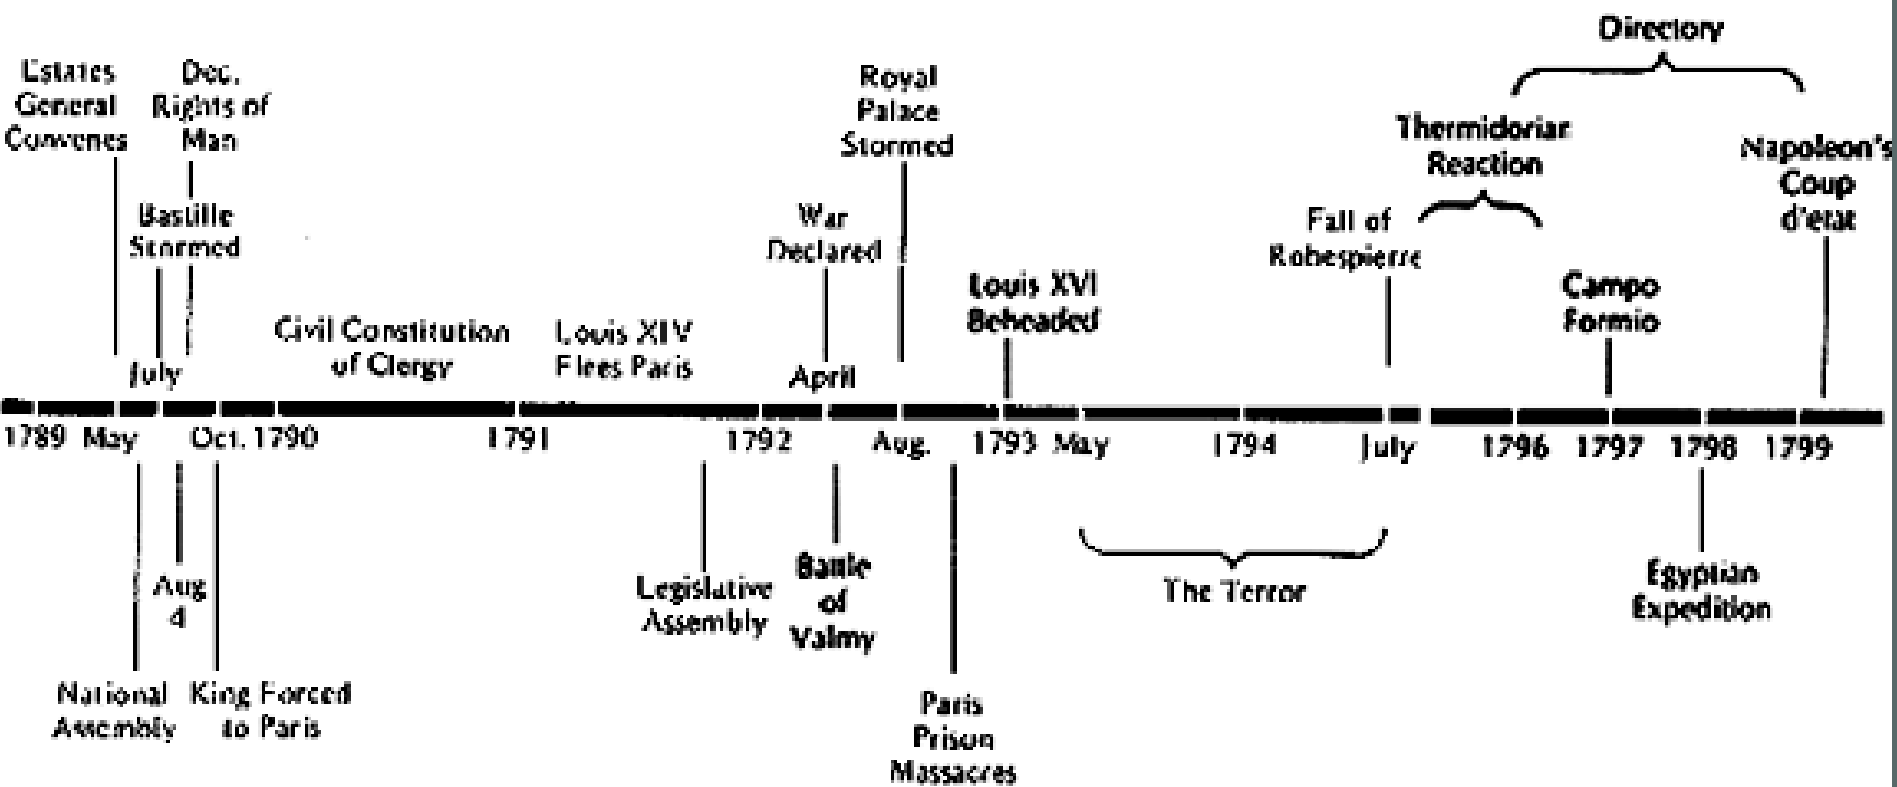 Directory
Estates
General
Convenes
Dec.
Rights of
Man
Royal
Palace
Stormed
Thermidorian
Reaction
Napoleon's
Coup
d'etat
Bastille
Stormed
War
Declared
Fall of
Robespierre
Louis XVI
Beheaded
Campo
Formio
Civil Constitution
of Clergy
Louis XIV
Flees Paris
July
April
1789 May Oct. 1790 1791 1792 Aug. 1793 May 1794 July 1796 1797 1798 1799
Aug
4
Legislative
Assembly
Battle
of
Valmy
The Terror
Egyptian
Expedition
National
Assembly
King Forced
to Paris
Paris
Prison
Massacres